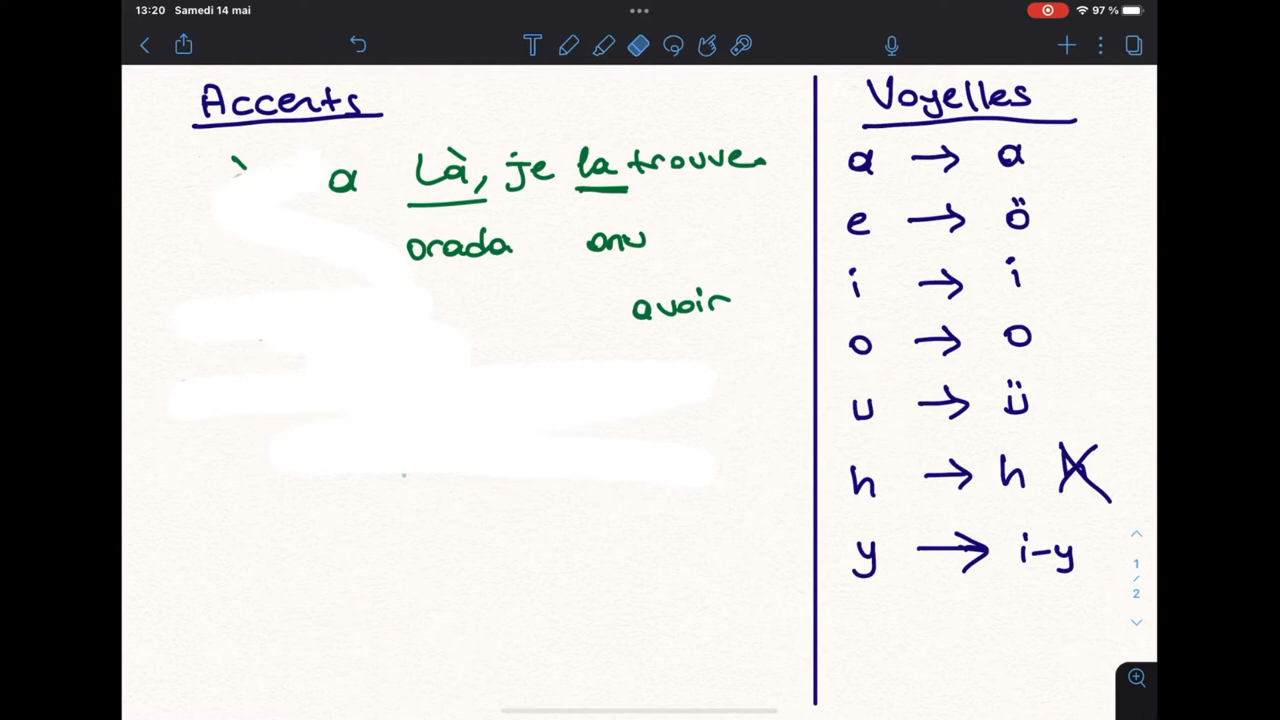 13:20 Samedi 14 mai
97 %
Accents
Voyelles
` a Là, je la trouve.
orada onu
avoir
a → a
e → ö
i → i
o → o
u → ü
h → h X
y → i-y
1
/
2